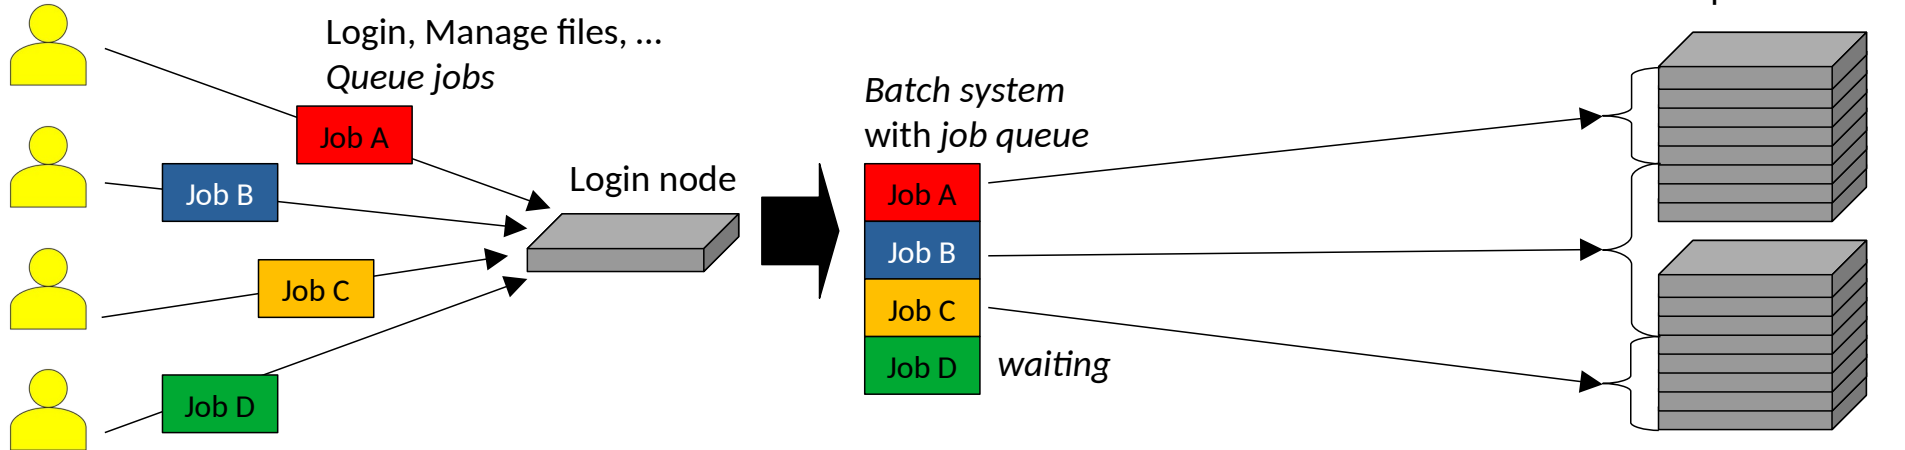 Login, Manage files, ...
Queue jobs
Job A
Job B
Job C
Job D
Login node
Batch system
with job queue
Job A
Job B
Job C
Job D
waiting